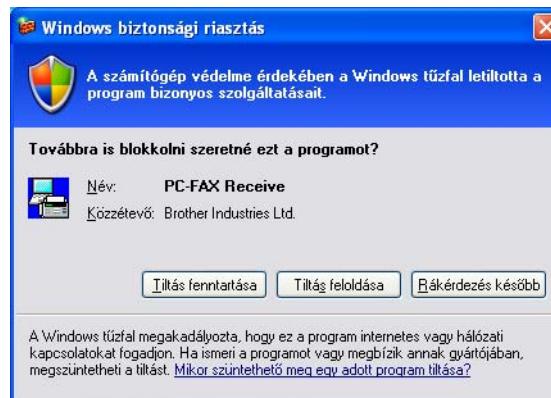 Windows biztonsági riasztás
A számítógép védelme érdekében a Windows tűzfal letiltotta a
program bizonyos szolgáltatásait.
Továbbra is blokkolni szeretné ezt a programot?
Név: PC-FAX Receive
Közzétevő: Brother Industries Ltd.
Tiltás fenntartása Tiltás feloldása Rákérdezés később
A Windows tűzfal megakadályozta, hogy ez a program internetes vagy hálózati
kapcsolatokat fogadjon. Ha ismeri a programot vagy megbízik annak gyártójában,
megszüntetheti a tiltást. Mikor szüntethető meg egy adott program tiltása?